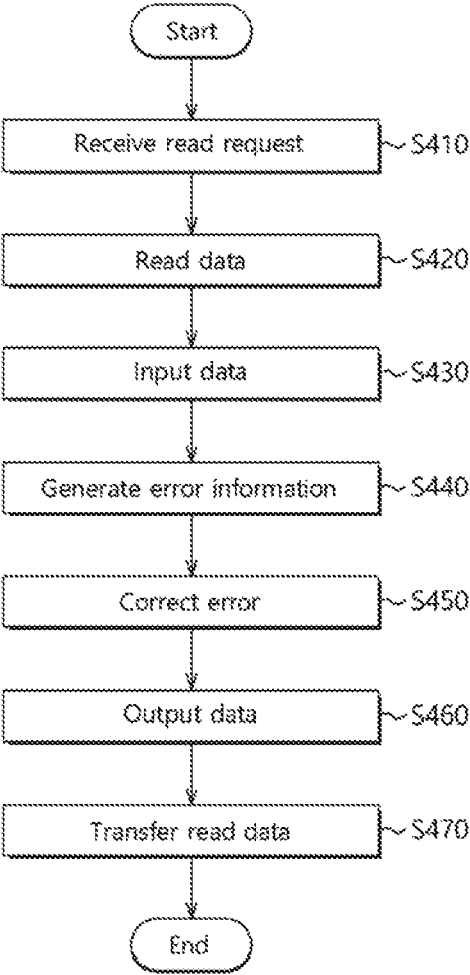 Start
Receive read request S410
Read data S420
Input data S430
Generate error information S440
Correct error S450
Output data S460
Transfer read data S470
End